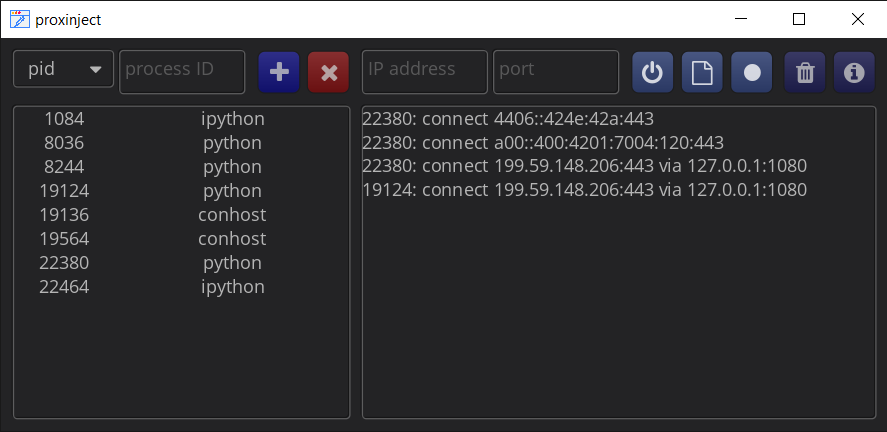 proxinject
pid process ID IP address port
1084 ipython
8036 python
8244 python
19124 python
19136 conhost
19564 conhost
22380 python
22464 ipython
22380: connect 4406::424e:42a:443
22380: connect a00::400:4201:7004:120:443
22380: connect 199.59.148.206:443 via 127.0.0.1:1080
19124: connect 199.59.148.206:443 via 127.0.0.1:1080